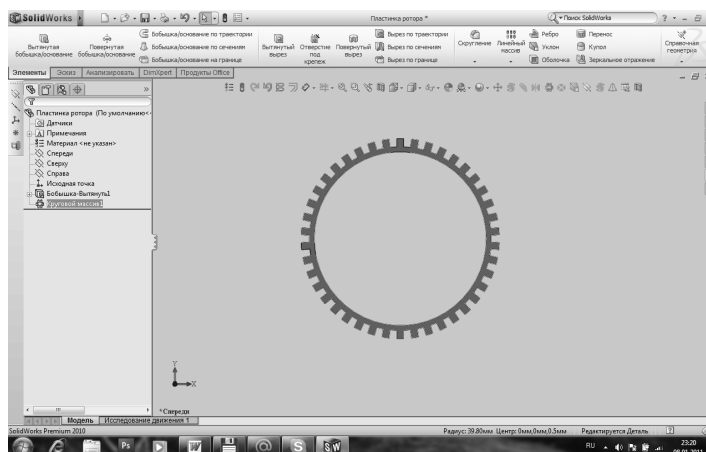 SolidWorks
Пластинка ротора *
Поиск SolidWorks
Вытянутая бобышка/основание
Повернутая бобышка/основание
Бобышка/основание по траектории
Бобышка/основание по сечениям
Бобышка/основание на границе
Вытянутый вырез
Отверстие под крепеж
Повернутый вырез
Вырез по траектории
Вырез по сечениям
Вырез по границе
Скругление
Линейный массив
Ребро
Уклон
Оболочка
Перенос
Купол
Зеркальное отражение
Справочная геометрия
Элементы
Эскиз
Анализировать
DimXpert
Продукты Office
Пластинка ротора (По умолчанию<
Датчики
Примечания
Материал <не указан>
Спереди
Сверху
Справа
Исходная точка
Бобышка-Вытянуть1
Круговой массив1
Y
X
*Спереди
Модель
Исследование движения 1
SolidWorks Premium 2010
Радиус: 39.80мм Центр: 0мм,0мм,0.5мм
Редактируется Деталь
Ps
W
@
S
SW
RU
23:20